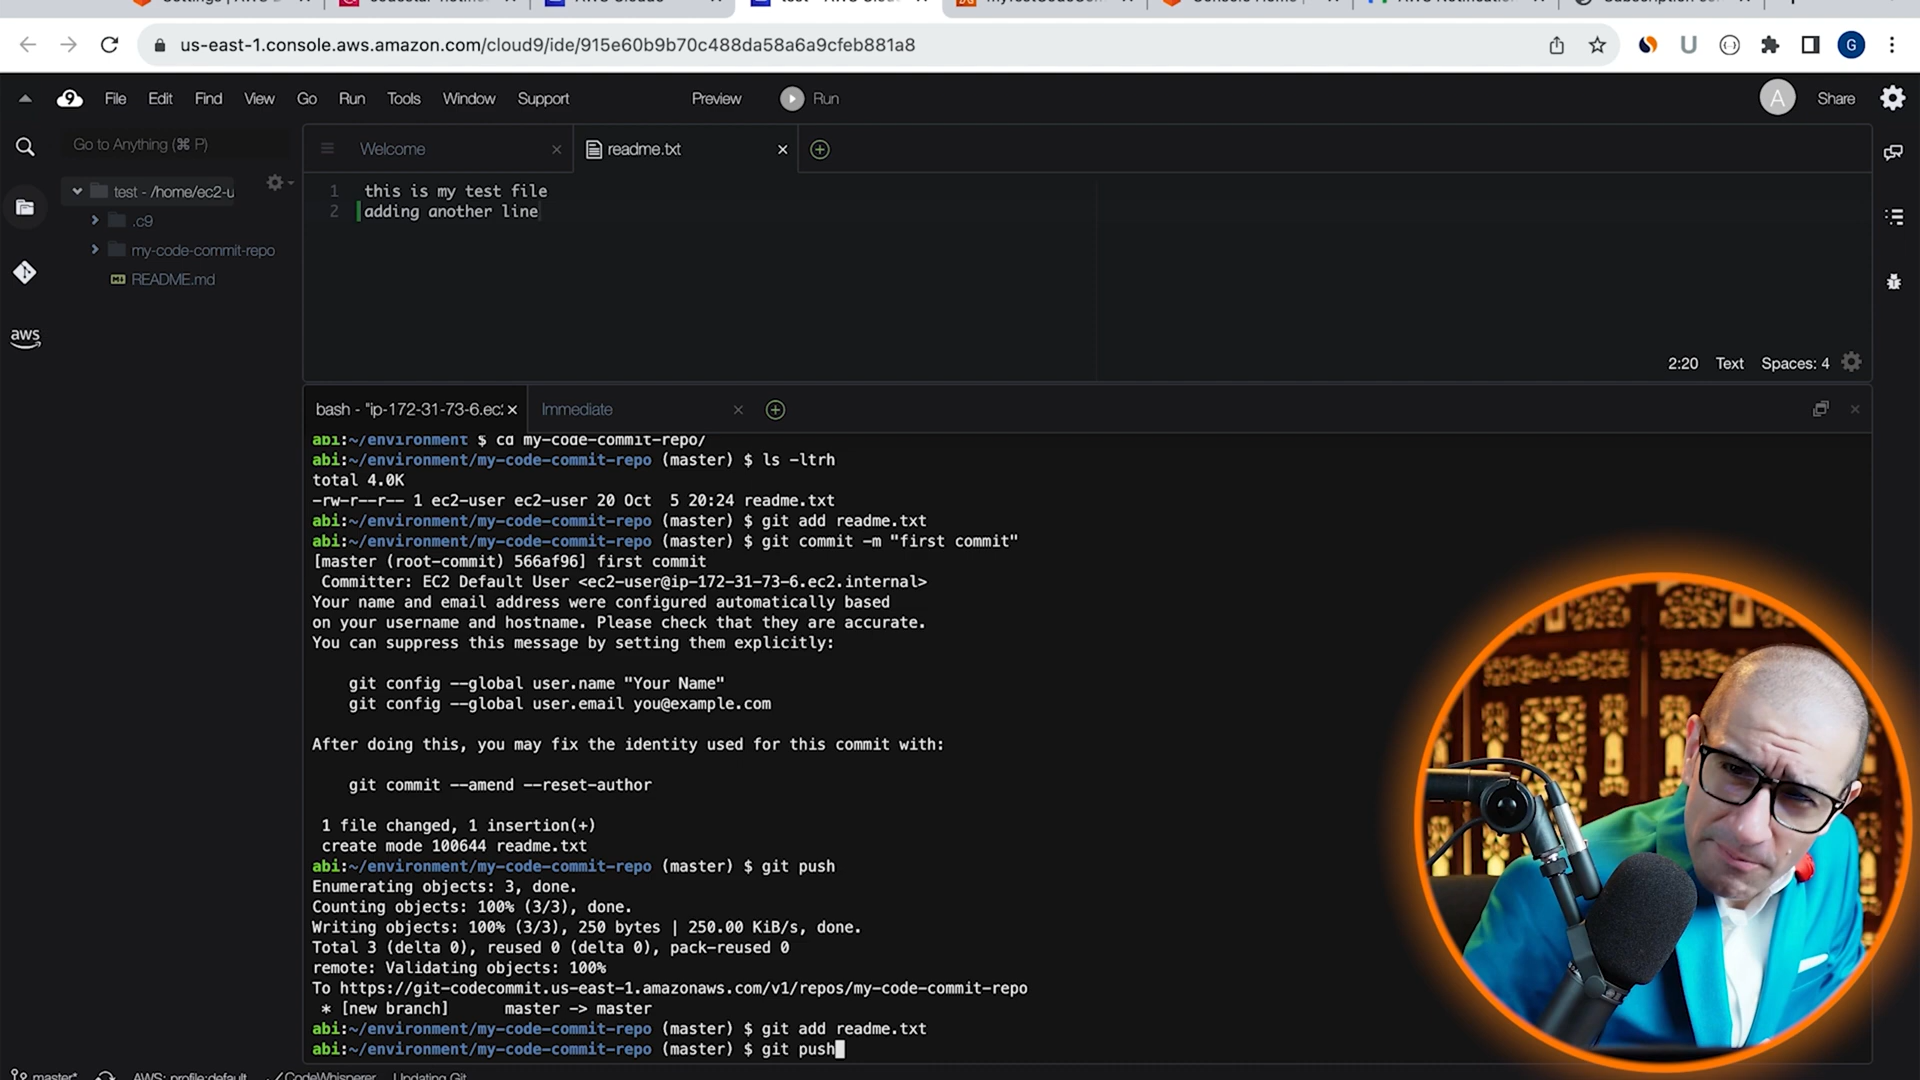 us-east-1.console.aws.amazon.com/cloud9/ide/915e60b9b70c488da58a6a9cfeb881a8
G
9 File Edit Find View Go Run Tools Window Support Preview Run A Share
Go to Anything (⌘ P)
Welcome
readme.txt
test - /home/ec2-u
.c9
my-code-commit-repo
README.md
aws
1 this is my test file
2 adding another line
2:20 Text Spaces: 4
bash - "ip-172-31-73-6.ec2
Immediate
abi:~/environment $ cd my-code-commit-repo/
abi:~/environment/my-code-commit-repo (master) $ ls -ltrh
total 4.0K
-rw-r--r-- 1 ec2-user ec2-user 20 Oct  5 20:24 readme.txt
abi:~/environment/my-code-commit-repo (master) $ git add readme.txt
abi:~/environment/my-code-commit-repo (master) $ git commit -m "first commit"
[master (root-commit) 566af96] first commit
Committer: EC2 Default User <ec2-user@ip-172-31-73-6.ec2.internal>
Your name and email address were configured automatically based
on your username and hostname. Please check that they are accurate.
You can suppress this message by setting them explicitly:
git config --global user.name "Your Name"
git config --global user.email you@example.com
After doing this, you may fix the identity used for this commit with:
git commit --amend --reset-author
1 file changed, 1 insertion(+)
create mode 100644 readme.txt
abi:~/environment/my-code-commit-repo (master) $ git push
Enumerating objects: 3, done.
Counting objects: 100% (3/3), done.
Writing objects: 100% (3/3), 250 bytes | 250.00 KiB/s, done.
Total 3 (delta 0), reused 0 (delta 0), pack-reused 0
remote: Validating objects: 100%
To https://git-codecommit.us-east-1.amazonaws.com/v1/repos/my-code-commit-repo
* [new branch]      master -> master
abi:~/environment/my-code-commit-repo (master) $ git add readme.txt
abi:~/environment/my-code-commit-repo (master) $ git push
master* AWS: profile:default CodeWhisperer Updating Git